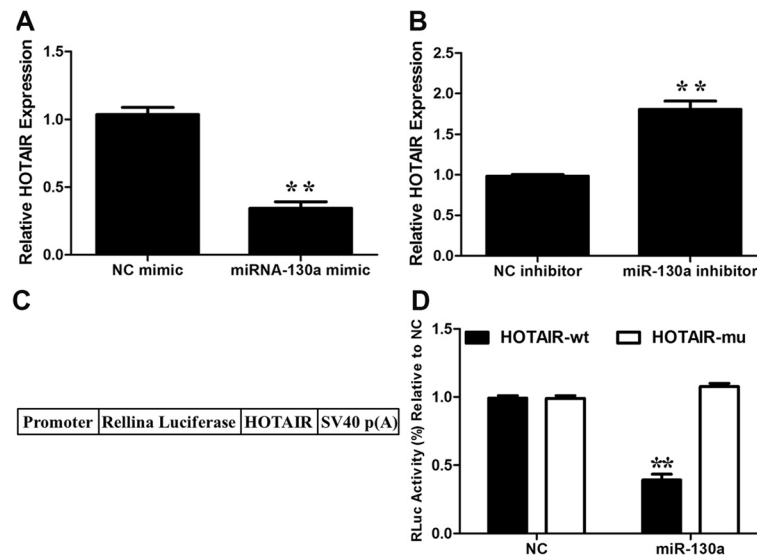 A
Relative HOTAIR Expression
1.5
1.0
0.5
0.0
**
NC mimic
miRNA-130a mimic
B
Relative HOTAIR Expression
2.5
2.0
1.5
1.0
0.5
0.0
**
NC inhibitor
miR-130a inhibitor
C
Promoter Rellina Luciferase HOTAIR SV40 p(A)
D
RLuc Activity (%) Relative to NC
1.5
1.0
0.5
0.0
HOTAIR-wt
HOTAIR-mu
**
NC
miR-130a